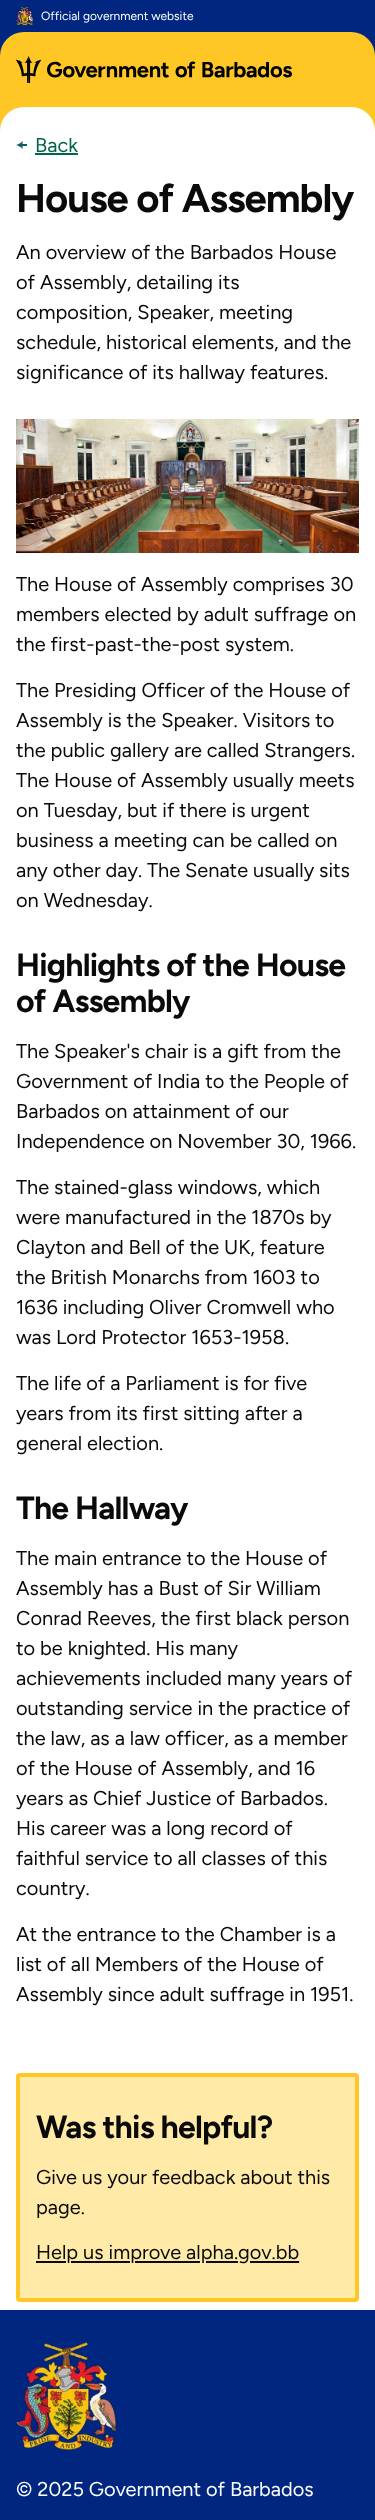 Official government website
Government of Barbados
Back
House of Assembly
An overview of the Barbados House
of Assembly, detailing its
composition, Speaker, meeting
schedule, historical elements, and the
significance of its hallway features.
The House of Assembly comprises 30
members elected by adult suffrage on
the first-past-the-post system.
The Presiding Officer of the House of
Assembly is the Speaker. Visitors to
the public gallery are called Strangers.
The House of Assembly usually meets
on Tuesday, but if there is urgent
business a meeting can be called on
any other day. The Senate usually sits
on Wednesday.
Highlights of the House
of Assembly
The Speaker's chair is a gift from the
Government of India to the People of
Barbados on attainment of our
Independence on November 30, 1966.
The stained-glass windows, which
were manufactured in the 1870s by
Clayton and Bell of the UK, feature
the British Monarchs from 1603 to
1636 including Oliver Cromwell who
was Lord Protector 1653-1958.
The life of a Parliament is for five
years from its first sitting after a
general election.
The Hallway
The main entrance to the House of
Assembly has a Bust of Sir William
Conrad Reeves, the first black person
to be knighted. His many
achievements included many years of
outstanding service in the practice of
the law, as a law officer, as a member
of the House of Assembly, and 16
years as Chief Justice of Barbados.
His career was a long record of
faithful service to all classes of this
country.
At the entrance to the Chamber is a
list of all Members of the House of
Assembly since adult suffrage in 1951.
Was this helpful?
Give us your feedback about this
page.
Help us improve alpha.gov.bb
PRIDE AND INDUSTRY
© 2025 Government of Barbados